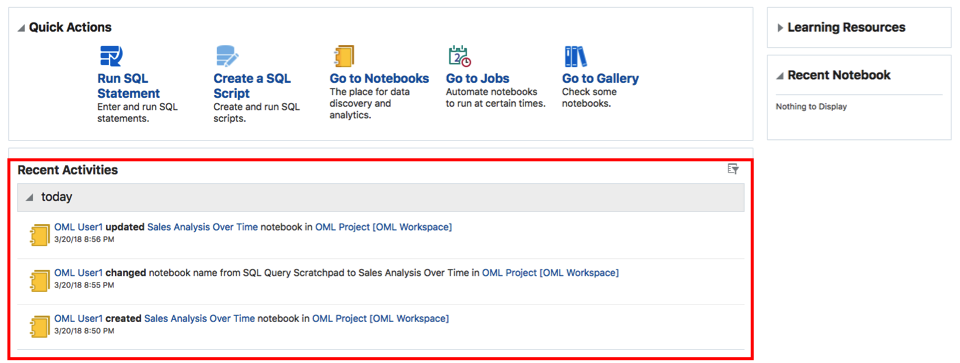 Quick Actions
Run SQL
Statement
Enter and run SQL
statements.
Create a SQL
Script
Create and run SQL
scripts.
Go to Notebooks
The place for data
discovery and
analytics.
Go to Jobs
Automate notebooks
to run at certain times.
Go to Gallery
Check some
notebooks.
Learning Resources
Recent Notebook
Nothing to Display
Recent Activities
today
OML User1 updated Sales Analysis Over Time notebook in OML Project [OML Workspace]
3/20/18 8:56 PM
OML User1 changed notebook name from SQL Query Scratchpad to Sales Analysis Over Time in OML Project [OML Workspace]
3/20/18 8:55 PM
OML User1 created Sales Analysis Over Time notebook in OML Project [OML Workspace]
3/20/18 8:50 PM